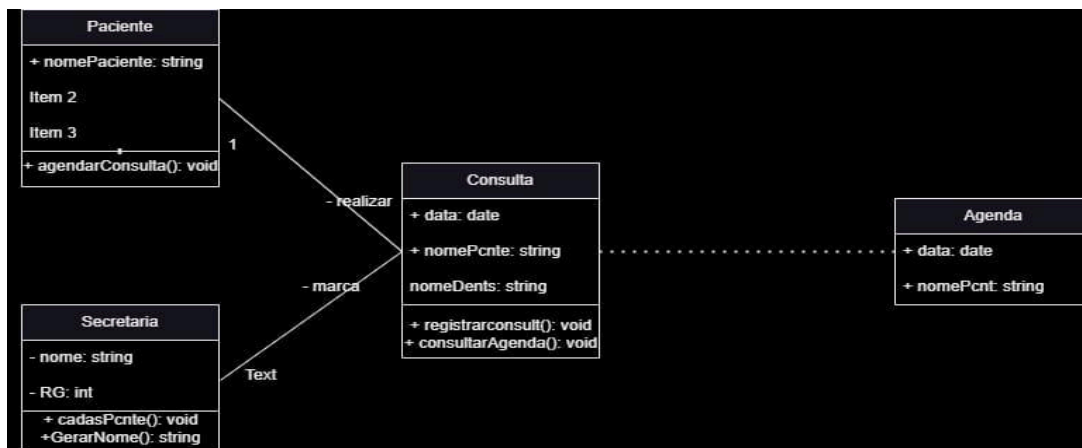 Paciente
+ nomePaciente: string
Item 2
Item 3
+ agendarConsulta(): void
1
- realizar
- marca
Text
Secretaria
- nome: string
- RG: int
+ cadasPcnte(): void
+GerarNome(): string
Consulta
+ data: date
+ nomePcnte: string
nomeDents: string
+ registrarconsult(): void
+ consultarAgenda(): void
Agenda
+ data: date
+ nomePcnt: string